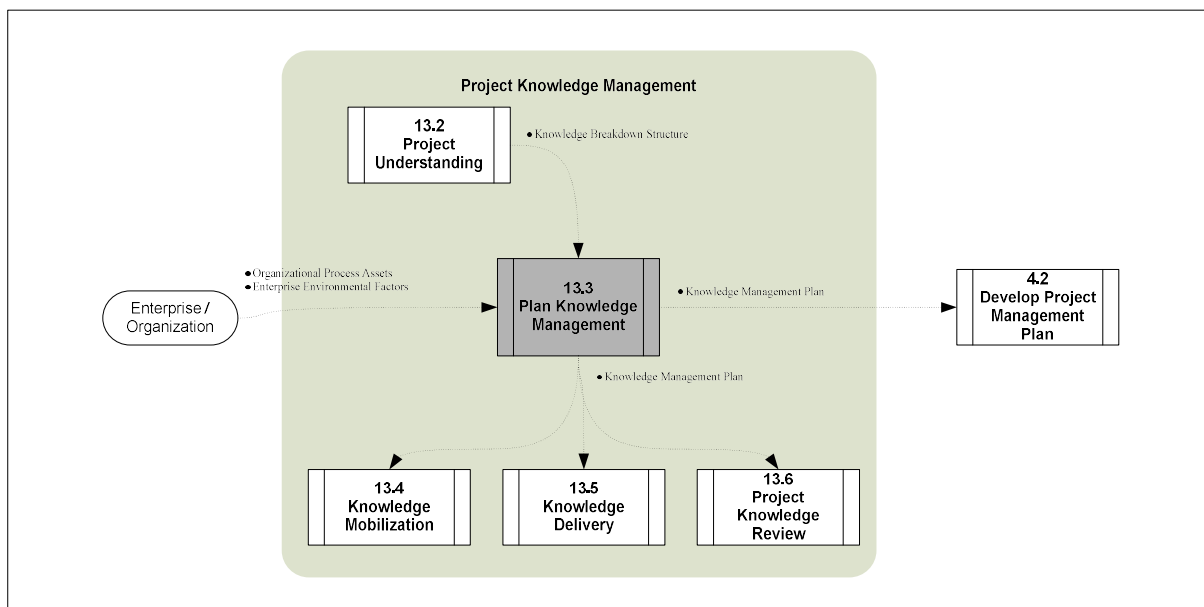 Project Knowledge Management
13.2
Project
Understanding
● Knowledge Breakdown Structure
● Organizational Process Assets
● Enterprise Environmental Factors
Enterprise /
Organization
13.3
Plan Knowledge
Management
● Knowledge Management Plan
4.2
Develop Project
Management
Plan
● Knowledge Management Plan
13.4
Knowledge
Mobilization
13.5
Knowledge
Delivery
13.6
Project
Knowledge
Review